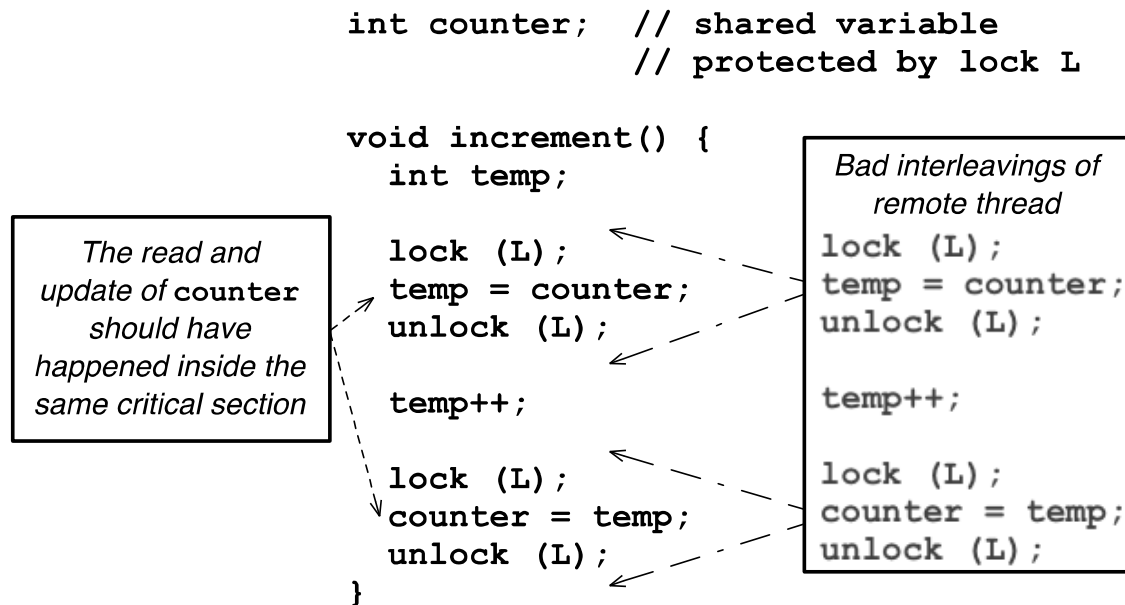 int counter;  // shared variable
// protected by lock L
void increment() {
int temp;
lock (L);
temp = counter;
unlock (L);
temp++;
lock (L);
counter = temp;
unlock (L);
}
The read and
update of counter
should have
happened inside the
same critical section
Bad interleavings of
remote thread
lock (L);
temp = counter;
unlock (L);
temp++;
lock (L);
counter = temp;
unlock (L);